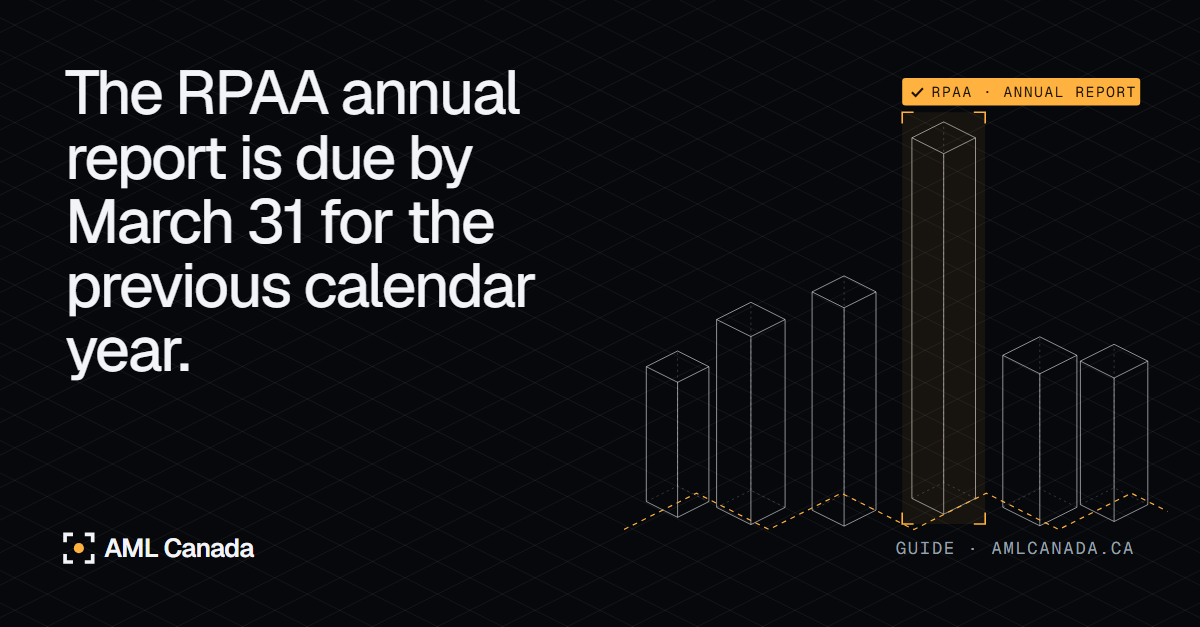 The RPAA annual
report is due by
March 31 for the
previous calendar
year.
RPAA · ANNUAL REPORT
AML Canada
GUIDE · AMLCANADA.CA